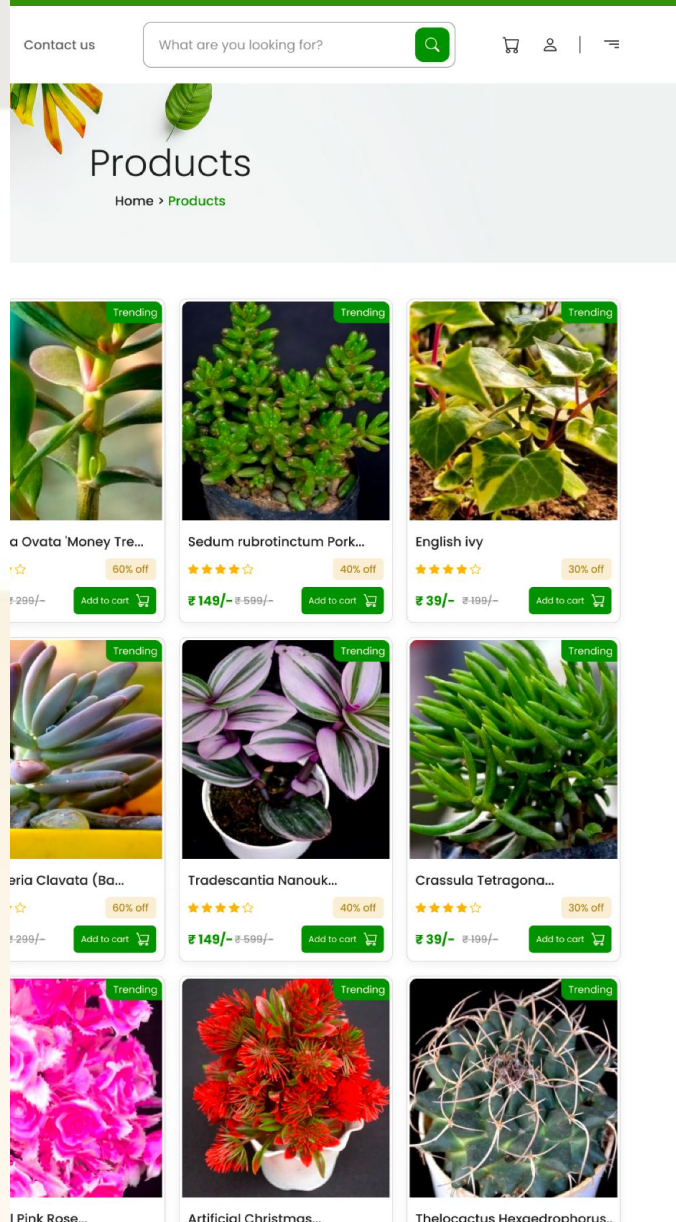 Contact us
What are you looking for?
Products
Home > Products
Trending
Trending
Trending
a Ovata 'Money Tre...
Sedum rubrotinctum Pork...
English ivy
60% off
40% off
30% off
₹ 299/-
Add to cart
₹ 149/- ₹ 599/-
Add to cart
₹ 39/- ₹ 199/-
Add to cart
Trending
Trending
Trending
eria Clavata (Ba...
Tradescantia Nanouk...
Crassula Tetragona...
60% off
40% off
30% off
₹ 299/-
Add to cart
₹ 149/- ₹ 599/-
Add to cart
₹ 39/- ₹ 199/-
Add to cart
Trending
Trending
Trending
l Pink Rose...
Artificial Christmas...
Thelocactus Hexaedrophorus..